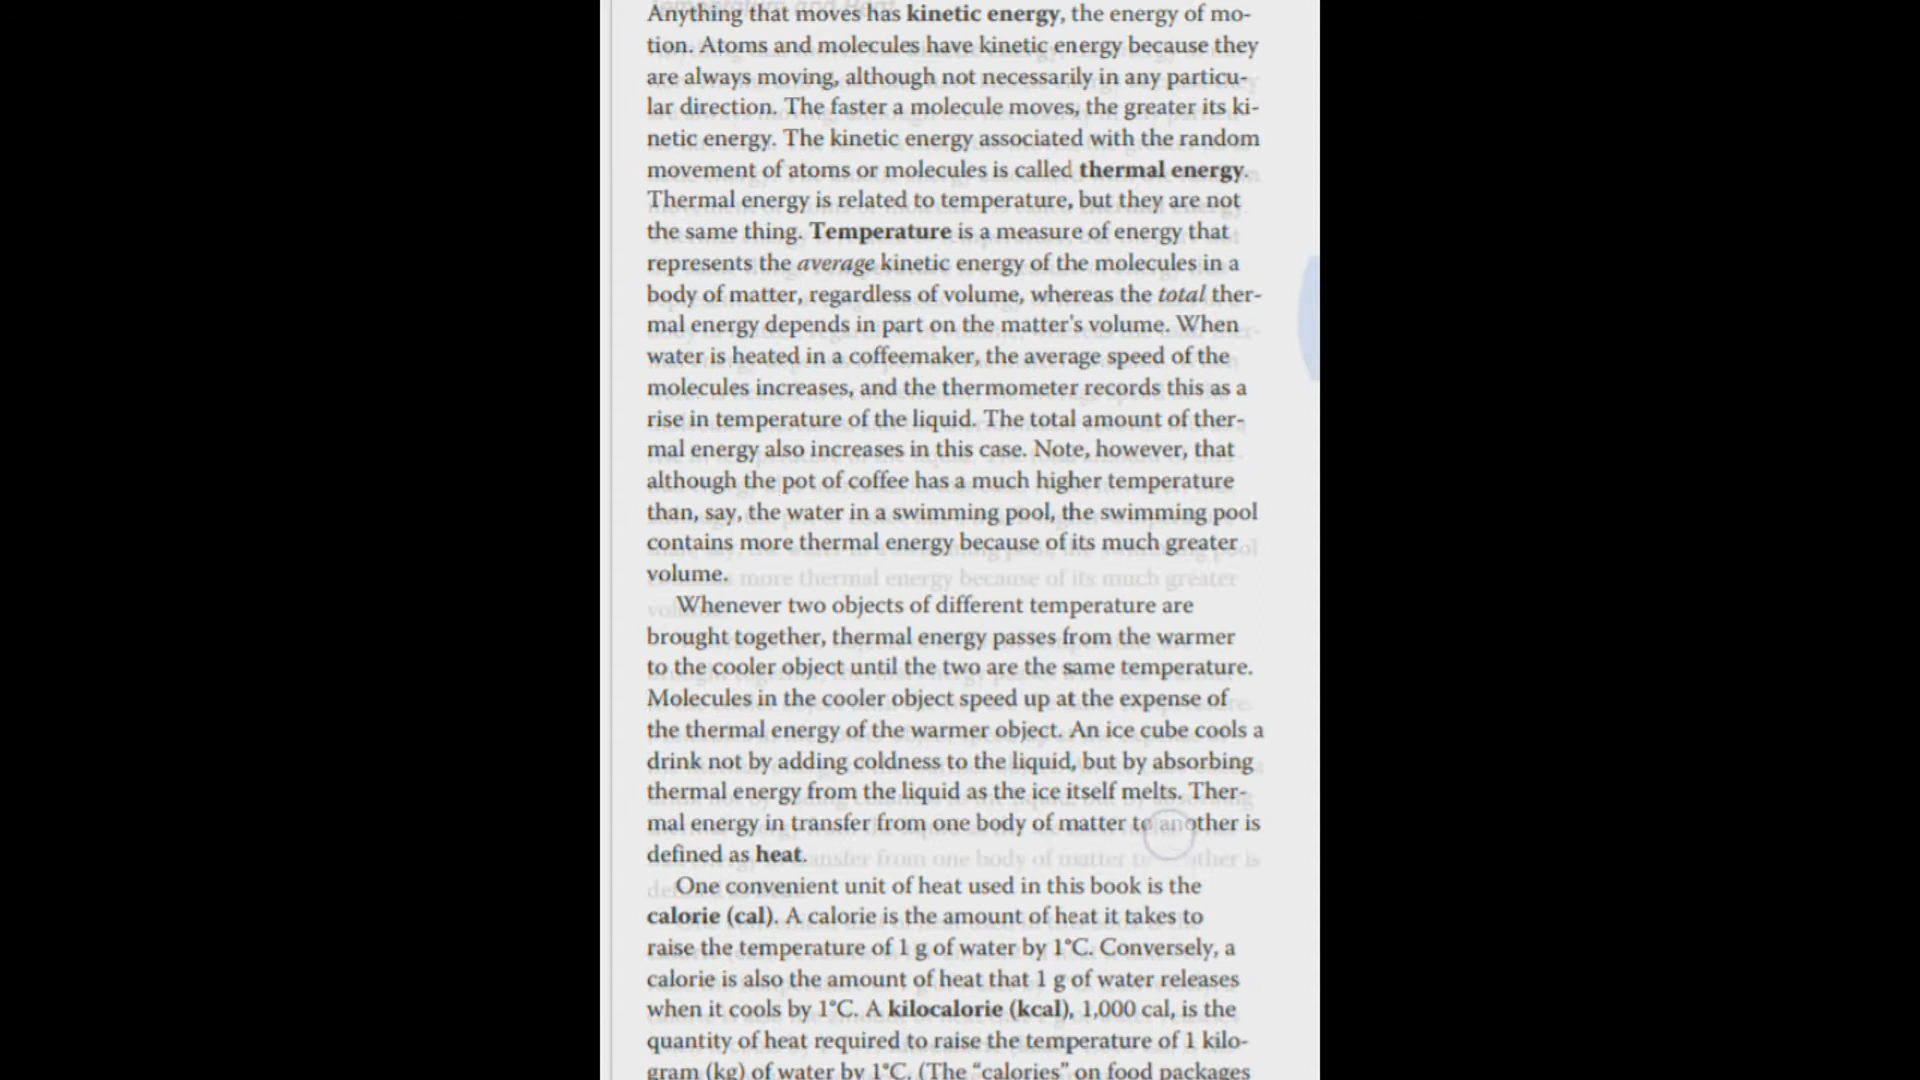 Temperature and Heat
Anything that moves has kinetic energy, the energy of mo-
tion. Atoms and molecules have kinetic energy because they
are always moving, although not necessarily in any particu-
lar direction. The faster a molecule moves, the greater its ki-
netic energy. The kinetic energy associated with the random
movement of atoms or molecules is called thermal energy.
Thermal energy is related to temperature, but they are not
the same thing. Temperature is a measure of energy that
represents the average kinetic energy of the molecules in a
body of matter, regardless of volume, whereas the total ther-
mal energy depends in part on the matter's volume. When
water is heated in a coffeemaker, the average speed of the
molecules increases, and the thermometer records this as a
rise in temperature of the liquid. The total amount of ther-
mal energy also increases in this case. Note, however, that
although the pot of coffee has a much higher temperature
than, say, the water in a swimming pool, the swimming pool
contains more thermal energy because of its much greater
volume.
Whenever two objects of different temperature are
brought together, thermal energy passes from the warmer
to the cooler object until the two are the same temperature.
Molecules in the cooler object speed up at the expense of
the thermal energy of the warmer object. An ice cube cools a
drink not by adding coldness to the liquid, but by absorbing
thermal energy from the liquid as the ice itself melts. Ther-
mal energy in transfer from one body of matter to another is
defined as heat.
One convenient unit of heat used in this book is the
calorie (cal). A calorie is the amount of heat it takes to
raise the temperature of 1 g of water by 1°C. Conversely, a
calorie is also the amount of heat that 1 g of water releases
when it cools by 1°C. A kilocalorie (kcal), 1,000 cal, is the
quantity of heat required to raise the temperature of 1 kilo-
gram (kg) of water by 1°C. (The “calories” on food packages